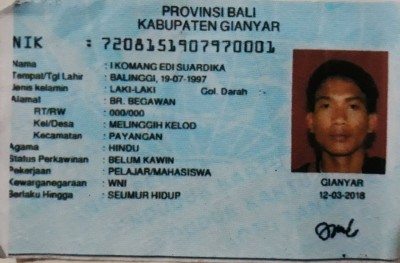 PROVINSI BALI
KABUPATEN GIANYAR
NIK : 7208151907970001
Nama : I KOMANG EDI SUARDIKA
Tempat/Tgl Lahir : BALINGGI, 19-07-1997
Jenis kelamin : LAKI-LAKI Gol. Darah : -
Alamat : BR. BEGAWAN
RT/RW : 000/000
Kel/Desa : MELINGGIH KELOD
Kecamatan : PAYANGAN
Agama : HINDU
Status Perkawinan : BELUM KAWIN
Pekerjaan : PELAJAR/MAHASISWA
Kewarganegaraan : WNI
Berlaku Hingga : SEUMUR HIDUP
GIANYAR
12-03-2018